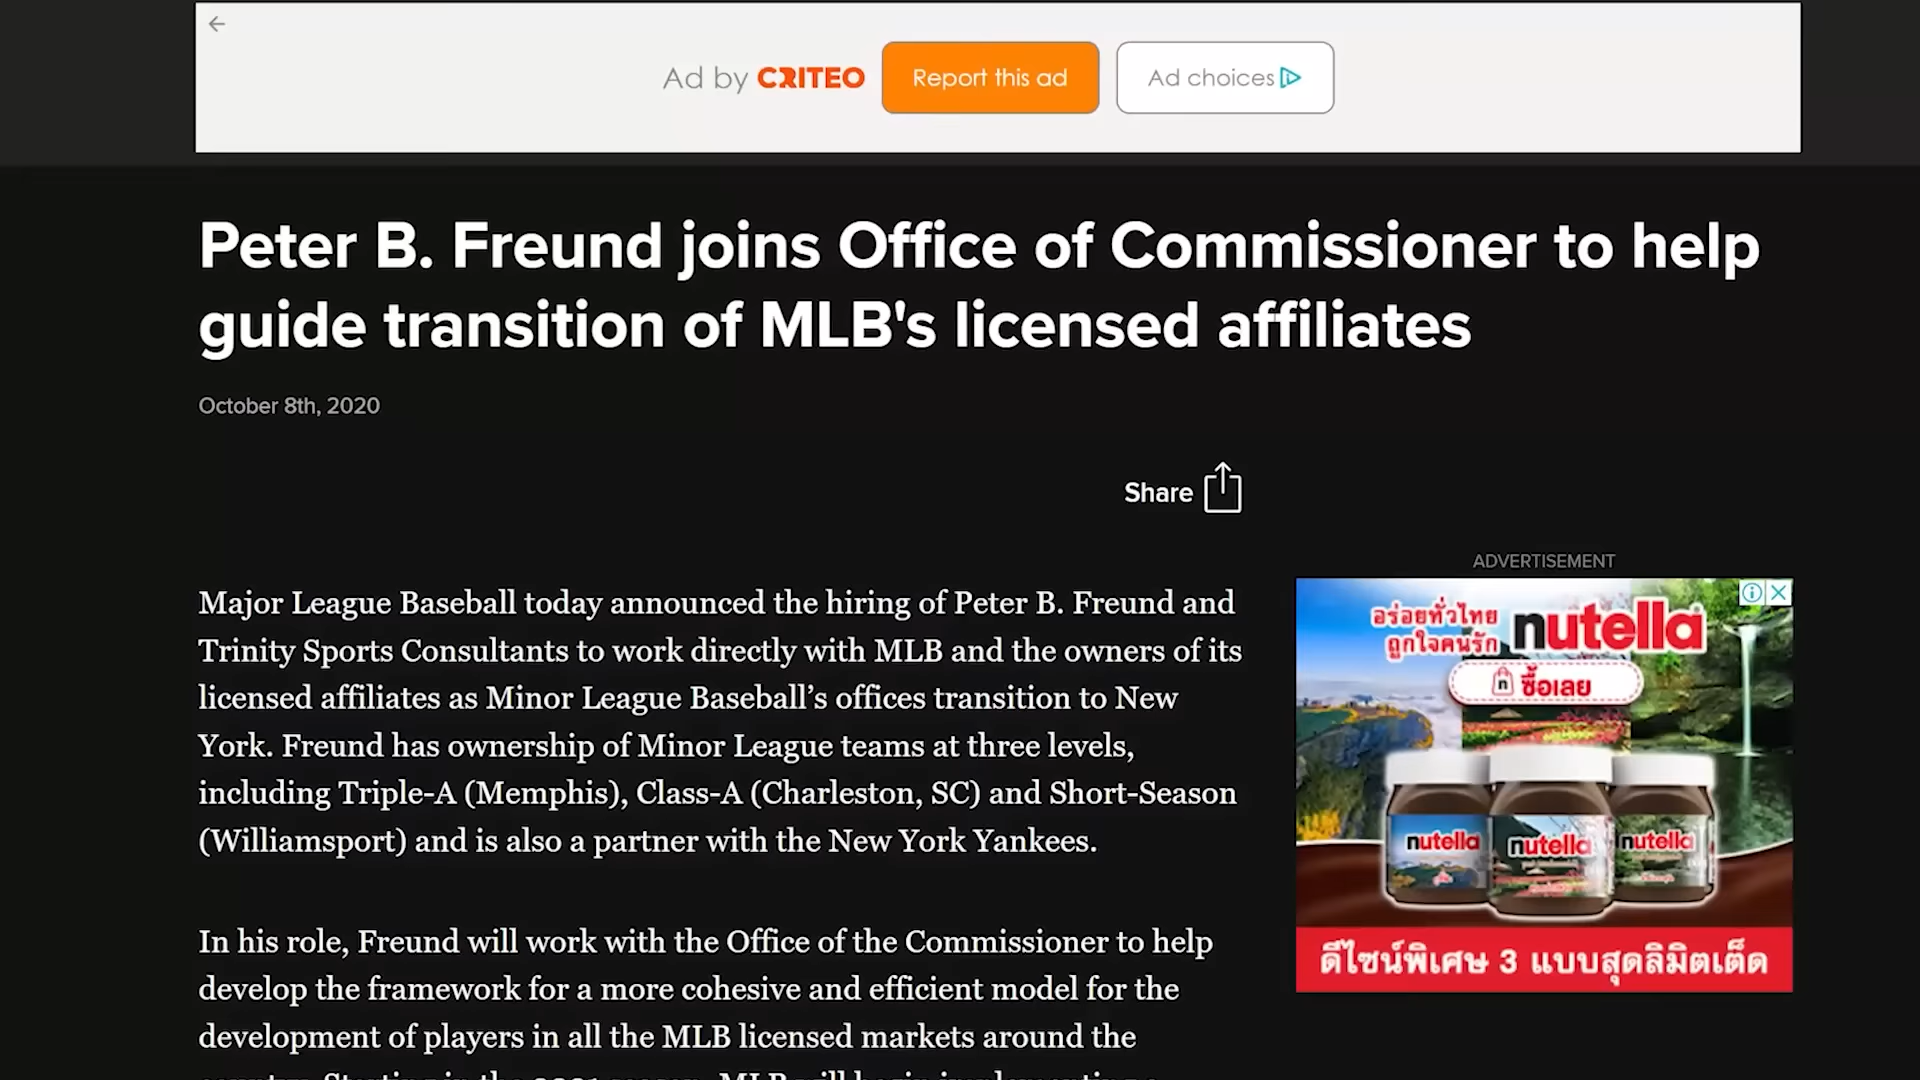 Ad by CRITEO
Report this ad
Ad choices
Peter B. Freund joins Office of Commissioner to help
guide transition of MLB's licensed affiliates
October 8th, 2020
Share
Major League Baseball today announced the hiring of Peter B. Freund and
Trinity Sports Consultants to work directly with MLB and the owners of its
licensed affiliates as Minor League Baseball’s offices transition to New
York. Freund has ownership of Minor League teams at three levels,
including Triple-A (Memphis), Class-A (Charleston, SC) and Short-Season
(Williamsport) and is also a partner with the New York Yankees.
In his role, Freund will work with the Office of the Commissioner to help
develop the framework for a more cohesive and efficient model for the
development of players in all the MLB licensed markets around the
ADVERTISEMENT
อร่อยทั่วไทย
ถูกใจคนรัก nutella
n ซื้อเลย
nutella nutella nutella
ดีไซน์พิเศษ 3 แบบสุดลิมิตเต็ด